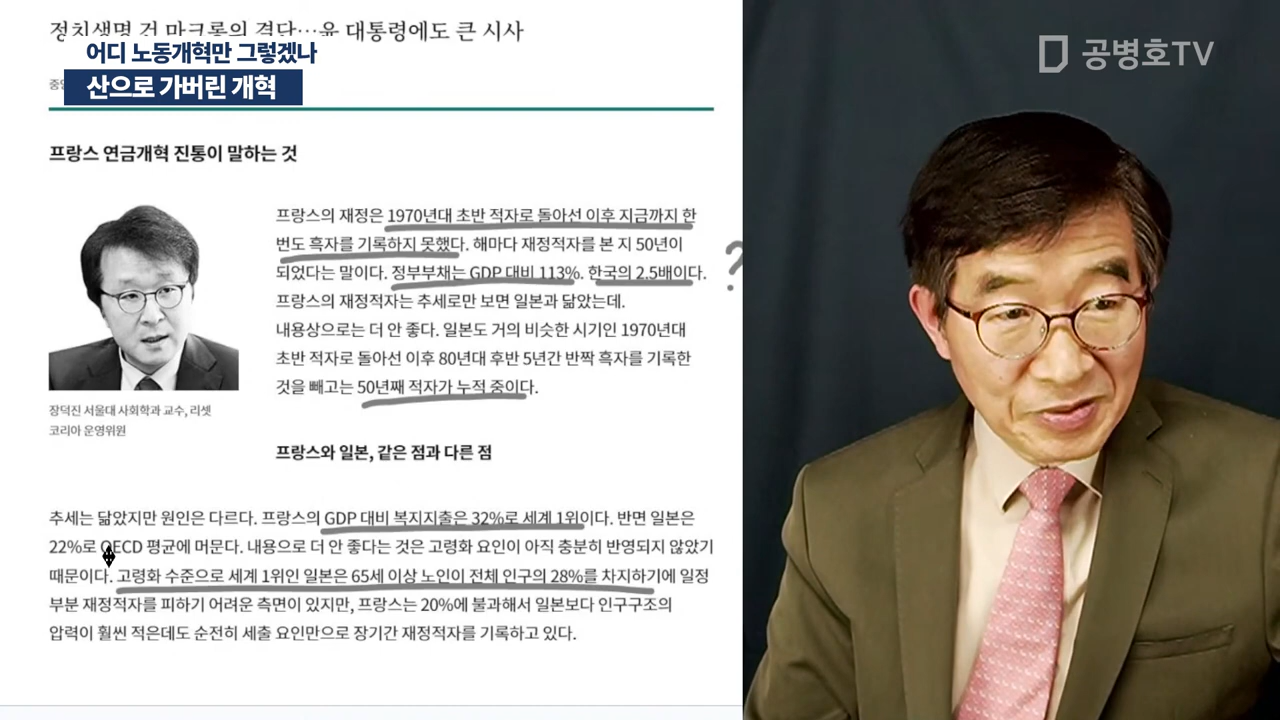 정치생명 건 마크롱의 결단…윤 대통령에도 큰 시사
어디 노동개혁만 그렇겠나
산으로 가버린 개혁
공병호TV
프랑스 연금개혁 진통이 말하는 것
프랑스의 재정은 1970년대 초반 적자로 돌아선 이후 지금까지 한
번도 흑자를 기록하지 못했다. 해마다 재정적자를 본 지 50년이
되었다는 말이다. 정부부채는 GDP 대비 113%. 한국의 2.5배이다.
?
프랑스의 재정적자는 추세로만 보면 일본과 닮았는데.
내용상으로는 더 안 좋다. 일본도 거의 비슷한 시기인 1970년대
초반 적자로 돌아선 이후 80년대 후반 5년간 반짝 흑자를 기록한
것을 빼고는 50년째 적자가 누적 중이다.
장덕진 서울대 사회학과 교수, 리셋
코리아 운영위원
프랑스와 일본, 같은 점과 다른 점
추세는 닮았지만 원인은 다르다. 프랑스의 GDP 대비 복지지출은 32%로 세계 1위이다. 반면 일본은
22%로 OECD 평균에 머문다. 내용으로 더 안 좋다는 것은 고령화 요인이 아직 충분히 반영되지 않았기
때문이다. 고령화 수준으로 세계 1위인 일본은 65세 이상 노인이 전체 인구의 28%를 차지하기에 일정
부분 재정적자를 피하기 어려운 측면이 있지만, 프랑스는 20%에 불과해서 일본보다 인구구조의
압력이 훨씬 적은데도 순전히 세출 요인만으로 장기간 재정적자를 기록하고 있다.